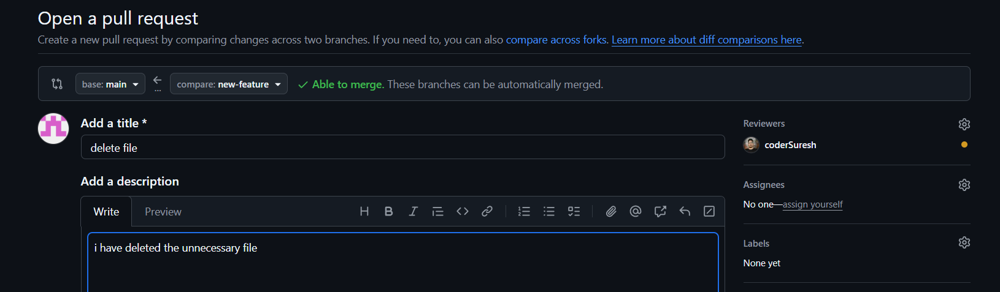 Open a pull request
Create a new pull request by comparing changes across two branches. If you need to, you can also compare across forks. Learn more about diff comparisons here.
base: main
...
compare: new-feature
Able to merge. These branches can be automatically merged.
Add a title *
delete file
Add a description
Write
Preview
i have deleted the unnecessary file
Reviewers
coderSuresh
Assignees
No one—assign yourself
Labels
None yet